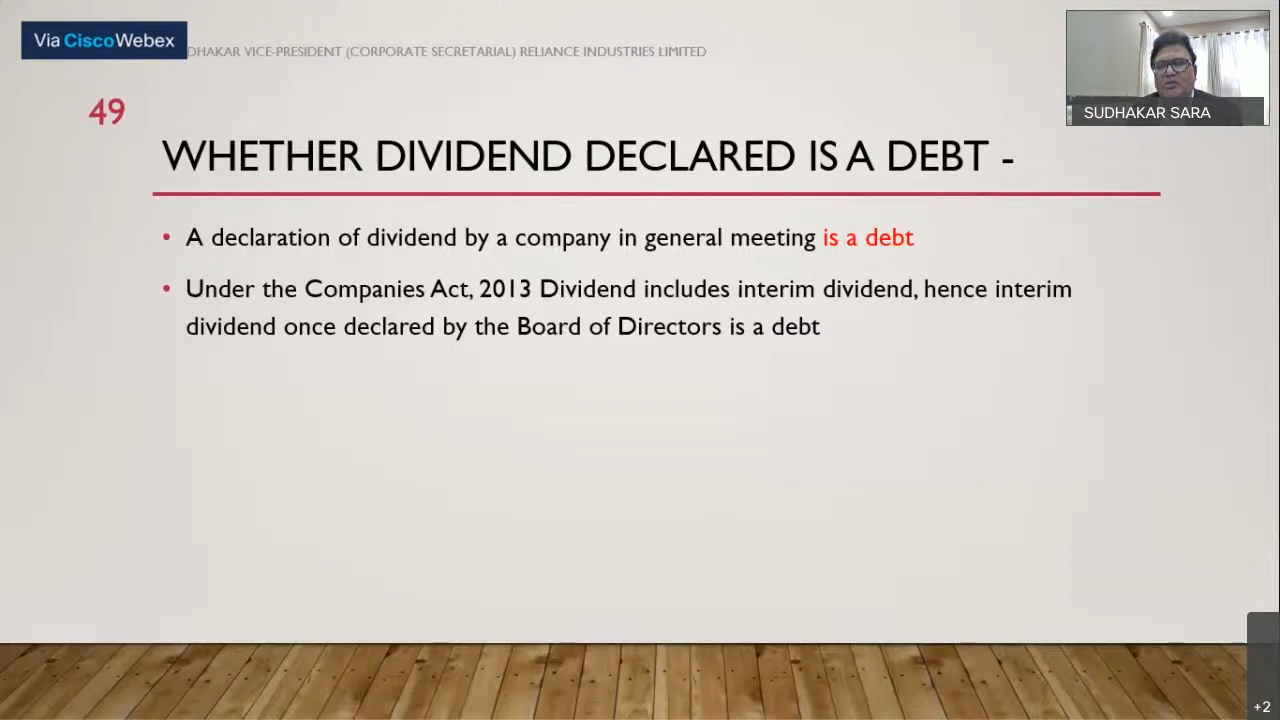 Via Cisco Webex
DHAKAR VICE-PRESIDENT (CORPORATE SECRETARIAL) RELIANCE INDUSTRIES LIMITED
SUDHAKAR SARA
49
WHETHER DIVIDEND DECLARED IS A DEBT -
• A declaration of dividend by a company in general meeting is a debt
• Under the Companies Act, 2013 Dividend includes interim dividend, hence interim
dividend once declared by the Board of Directors is a debt
+2